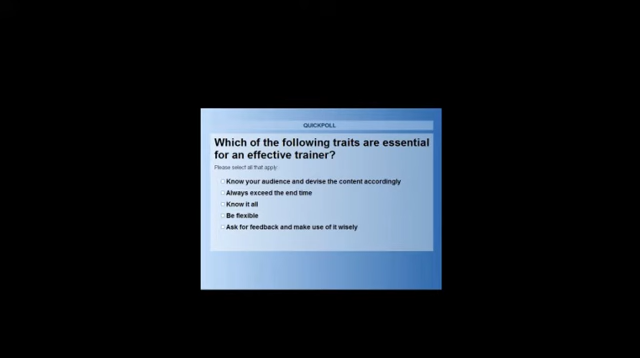 QUICKPOLL
Which of the following traits are essential
for an effective trainer?
Please select all that apply
Know your audience and devise the content accordingly
Always exceed the end time
Know it all
Be flexible
Ask for feedback and make use of it wisely